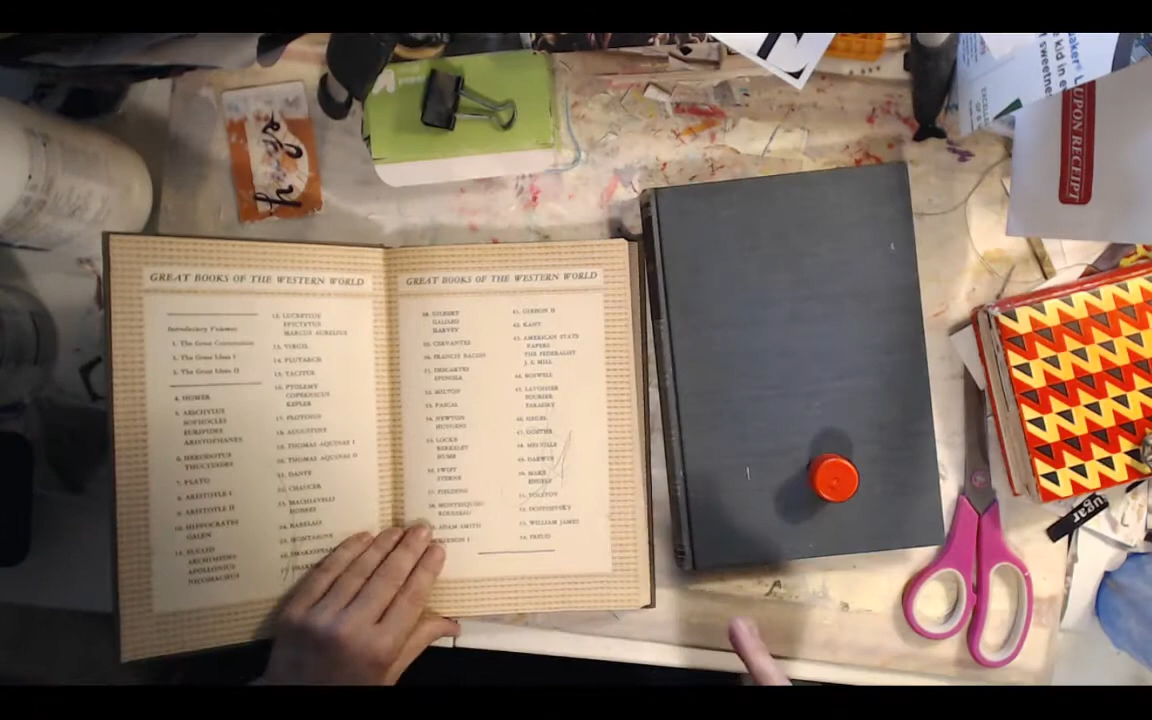 GREAT BOOKS OF THE WESTERN WORLD
Introductory Volumes:
1. The Great Conversation
2. The Great Ideas I
3. The Great Ideas II
4. HOMER
5. AESCHYLUS
SOPHOCLES
EURIPIDES
ARISTOPHANES
6. HERODOTUS
THUCYDIDES
7. PLATO
8. ARISTOTLE I
9. ARISTOTLE II
10. HIPPOCRATES
GALEN
11. EUCLID
ARCHIMEDES
APOLLONIUS
NICOMACHUS
12. LUCRETIUS
EPICTETUS
MARCUS AURELIUS
13. VIRGIL
14. PLUTARCH
15. TACITUS
16. PTOLEMY
COPERNICUS
KEPLER
17. PLOTINUS
18. AUGUSTINE
19. THOMAS AQUINAS I
20. THOMAS AQUINAS II
21. DANTE
22. CHAUCER
23. MACHIAVELLI
HOBBES
24. RABELAIS
25. MONTAIGNE
26. SHAKESPEARE
GREAT BOOKS OF THE WESTERN WORLD
28. GILBERT
GALILEO
HARVEY
29. CERVANTES
30. FRANCIS BACON
31. DESCARTES
SPINOZA
32. MILTON
33. PASCAL
34. NEWTON
HUYGENS
35. LOCKE
BERKELEY
HUME
36. SWIFT
STERNE
37. FIELDING
38. MONTESQUIEU
ROUSSEAU
39. ADAM SMITH
GIBBON I
41. GIBBON II
42. KANT
43. AMERICAN STATE
PAPERS
THE FEDERALIST
J. S. MILL
44. BOSWELL
45. LAVOISIER
FOURIER
FARADAY
46. HEGEL
47. GOETHE
48. MELVILLE
49. DARWIN
50. MARX
ENGELS
51. TOLSTOY
52. DOSTOEVSKY
53. WILLIAM JAMES
54. FREUD
UPON RECEIPT
kid in
sweetne
sugar